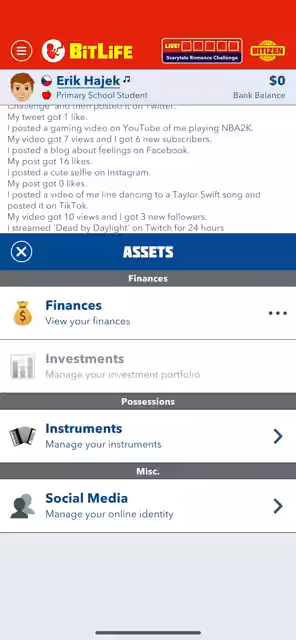 BitLife
LIVE!
Scarytale Romance Challenge
BITIZEN
Erik Hajek
$0
Primary School Student
Bank Balance
Challenge" and then posted it on Twitter.
My tweet got 1 like.
I posted a gaming video on YouTube of me playing NBA2K.
My video got 7 views and I got 6 new subscribers.
I posted a blog about feelings on Facebook.
My post got 16 likes.
I posted a cute selfie on Instagram.
My post got 0 likes.
I posted a video of me line dancing to a Taylor Swift song and
posted it on TikTok.
My video got 10 views and I got 3 new followers.
I streamed 'Dead by Daylight' on Twitch for 24 hours
ASSETS
Finances
Finances
View your finances
Investments
Manage your investment portfolio
Possessions
Instruments
Manage your instruments
Misc.
Social Media
Manage your online identity